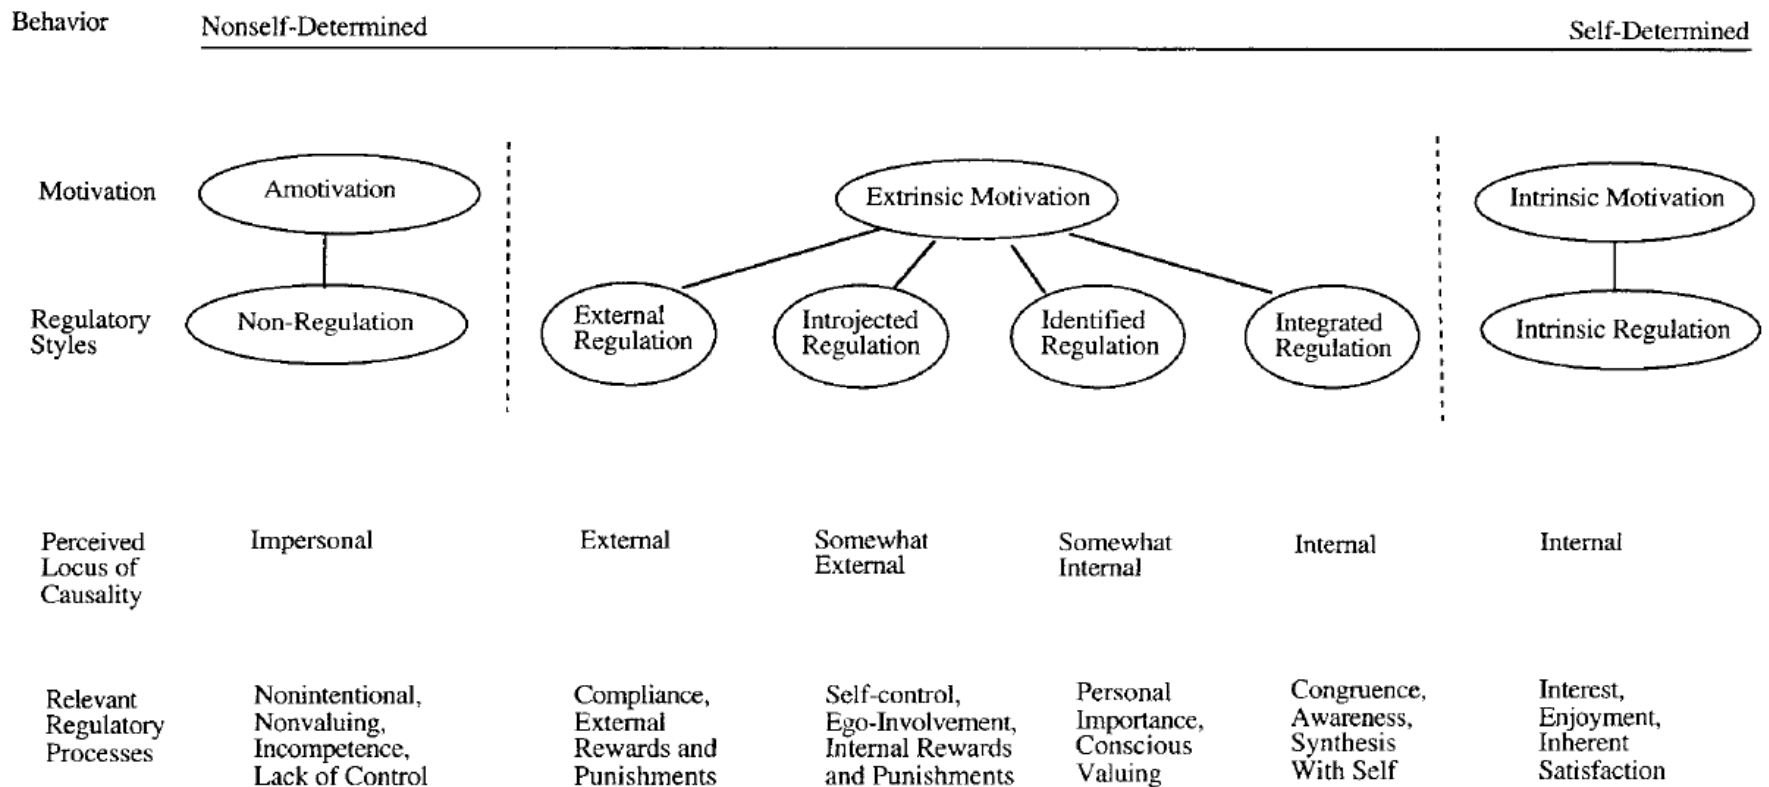 Behavior
Nonself-Determined
Self-Determined
Motivation
Amotivation
Extrinsic Motivation
Intrinsic Motivation
Regulatory
Styles
Non-Regulation
External
Regulation
Introjected
Regulation
Identified
Regulation
Integrated
Regulation
Intrinsic Regulation
Perceived
Locus of
Causality
Impersonal
External
Somewhat
External
Somewhat
Internal
Internal
Internal
Relevant
Regulatory
Processes
Nonintentional,
Nonvaluing,
Incompetence,
Lack of Control
Compliance,
External
Rewards and
Punishments
Self-control,
Ego-Involvement,
Internal Rewards
and Punishments
Personal
Importance,
Conscious
Valuing
Congruence,
Awareness,
Synthesis
With Self
Interest,
Enjoyment,
Inherent
Satisfaction